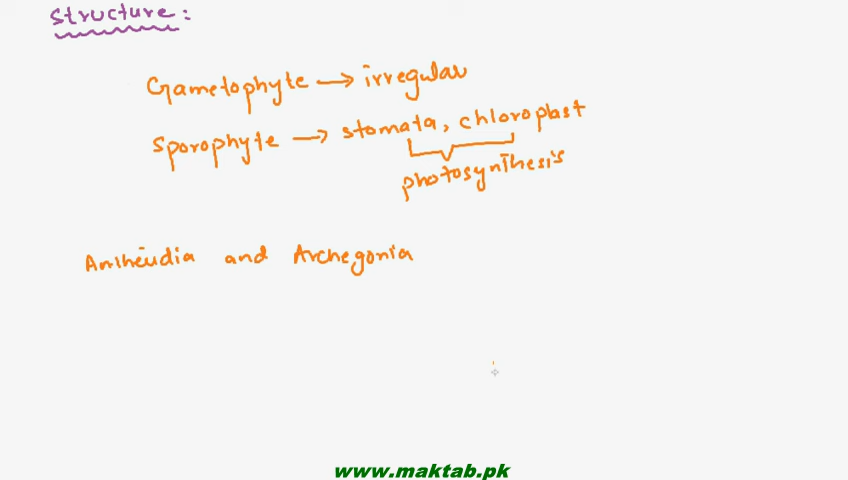 Structure:
Gametophyte → irregular
Sporophyte → stomata, chloroplast
photosynthesis
Antheridia and Archegonia
www.maktab.pk